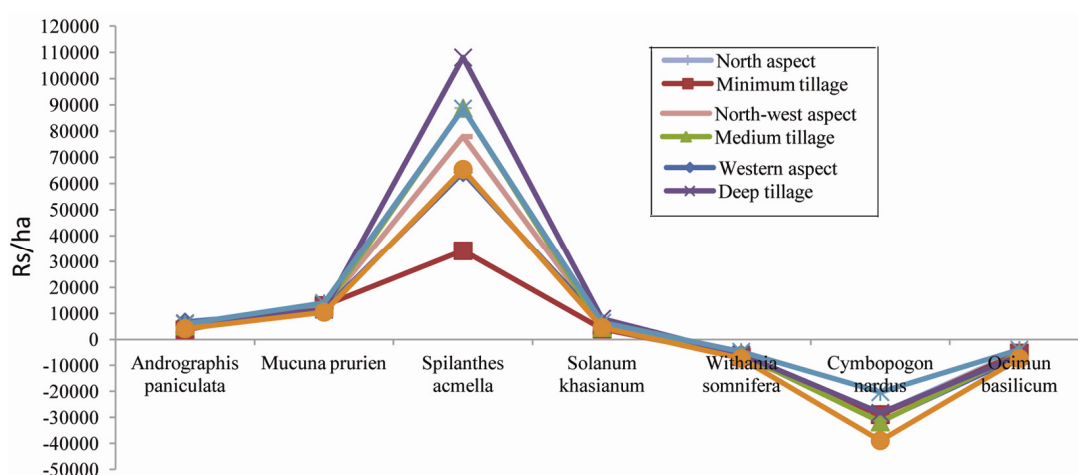 120000
110000
100000
90000
80000
70000
60000
50000
40000
30000
20000
10000
0
-10000
-20000
-30000
-40000
-50000
Rs/ha
North aspect
Minimum tillage
North-west aspect
Medium tillage
Western aspect
Deep tillage
Andrographis
paniculata
Mucuna prurien
Spilanthes
acmella
Solanum
khasianum
Withania
somnifera
Cymbopogon
nardus
Ocimun
basilicum